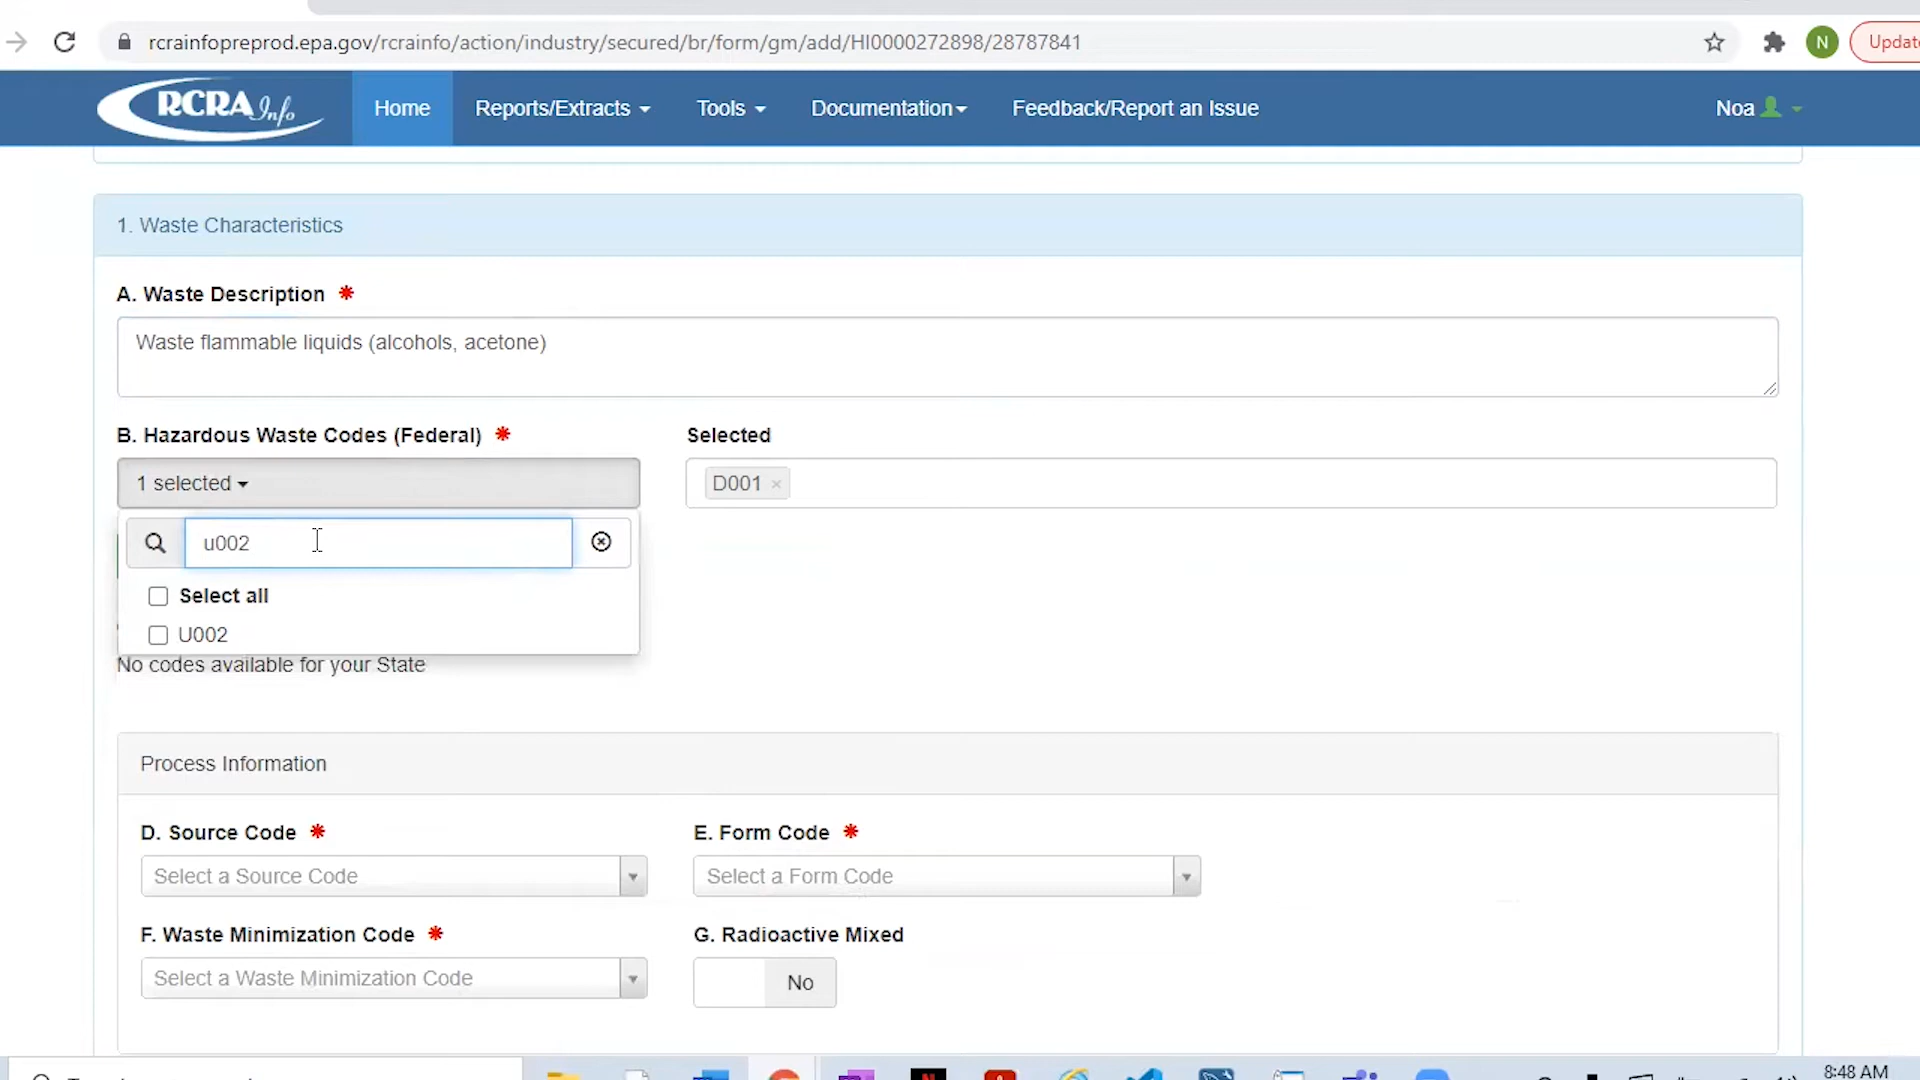 rcrainfopreprod.epa.gov/rcrainfo/action/industry/secured/br/form/gm/add/HI0000272898/28787841
N
Updat
RCRA Info
Home
Reports/Extracts
Tools
Documentation
Feedback/Report an Issue
Noa
1. Waste Characteristics
A. Waste Description *
Waste flammable liquids (alcohols, acetone)
B. Hazardous Waste Codes (Federal) *
Selected
1 selected
D001 ×
u002
Select all
U002
No codes available for your State
Process Information
D. Source Code *
E. Form Code *
Select a Source Code
Select a Form Code
F. Waste Minimization Code *
G. Radioactive Mixed
Select a Waste Minimization Code
No
8:48 AM